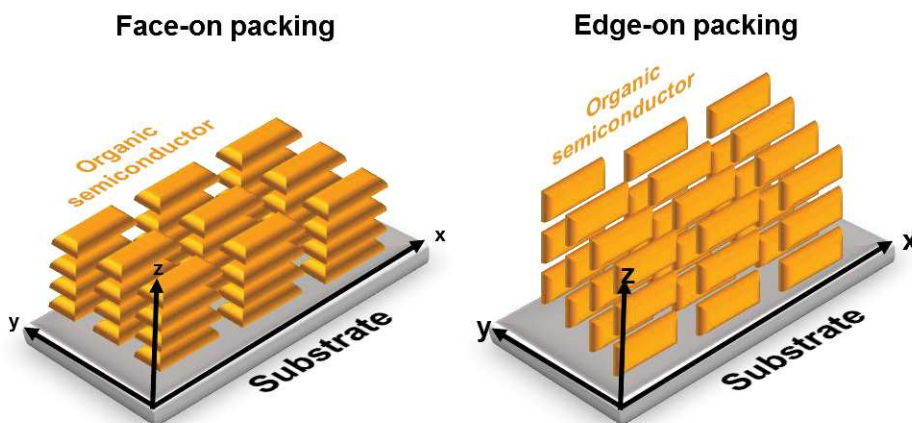 Face-on packing
Organic
semiconductor
z
x
y
Substrate
Edge-on packing
Organic
semiconductor
z
x
y
Substrate